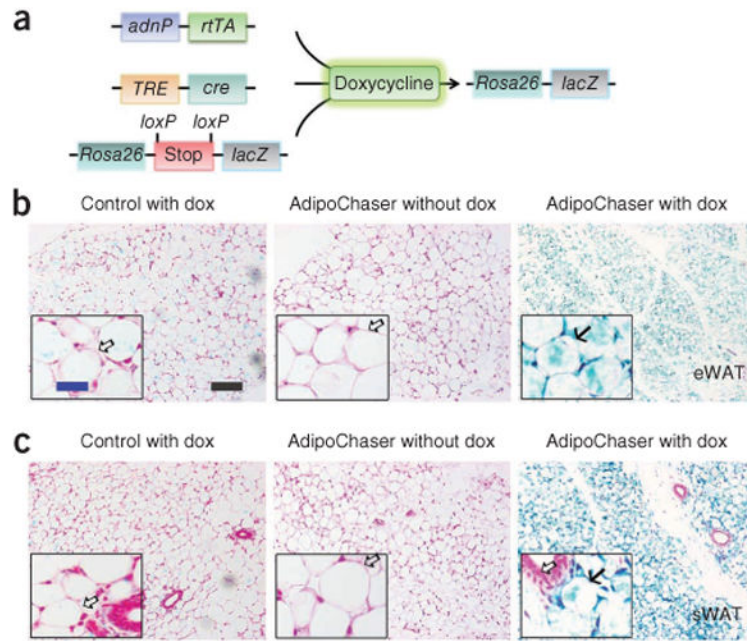 a
adnP rtTA
TRE cre
loxP loxP
Rosa26 Stop lacZ
Doxycycline
Rosa26 lacZ
b
Control with dox AdipoChaser without dox AdipoChaser with dox
eWAT
c
Control with dox AdipoChaser without dox AdipoChaser with dox
sWAT